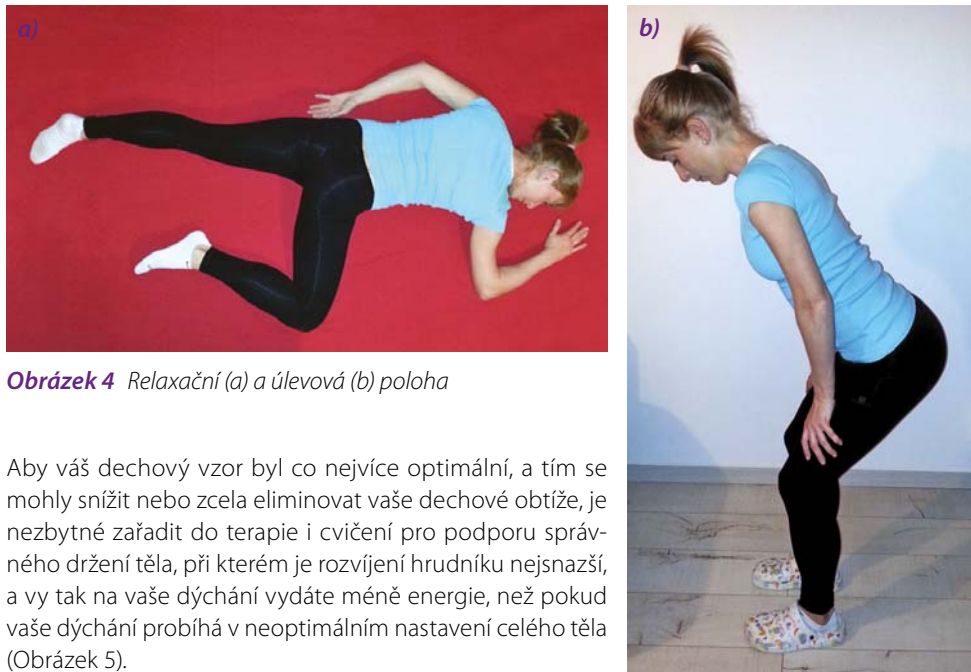 a)
b)
Obrázek 4 Relaxační (a) a úlevová (b) poloha
Aby váš dechový vzor byl co nejvíce optimální, a tím se
mohly snížit nebo zcela eliminovat vaše dechové obtíže, je
nezbytné zařadit do terapie i cvičení pro podporu správ-
ného držení těla, při kterém je rozvíjení hrudníku nejsnazší,
a vy tak na vaše dýchání vydáte méně energie, než pokud
vaše dýchání probíhá v neoptimálním nastavení celého těla
(Obrázek 5).